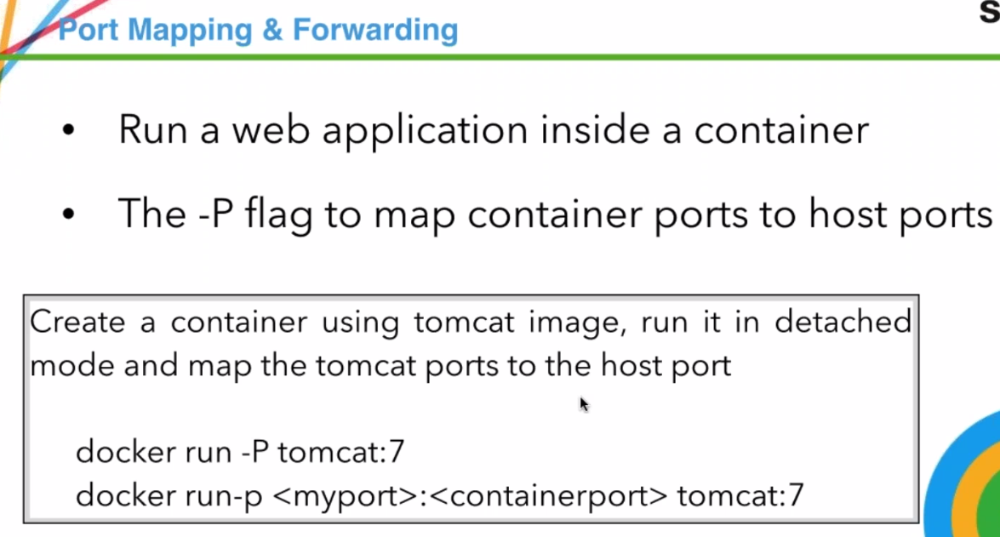 S
Port Mapping & Forwarding
• Run a web application inside a container
• The -P flag to map container ports to host ports
Create a container using tomcat image, run it in detached
mode and map the tomcat ports to the host port
docker run -P tomcat:7
docker run-p <myport>:<containerport> tomcat:7